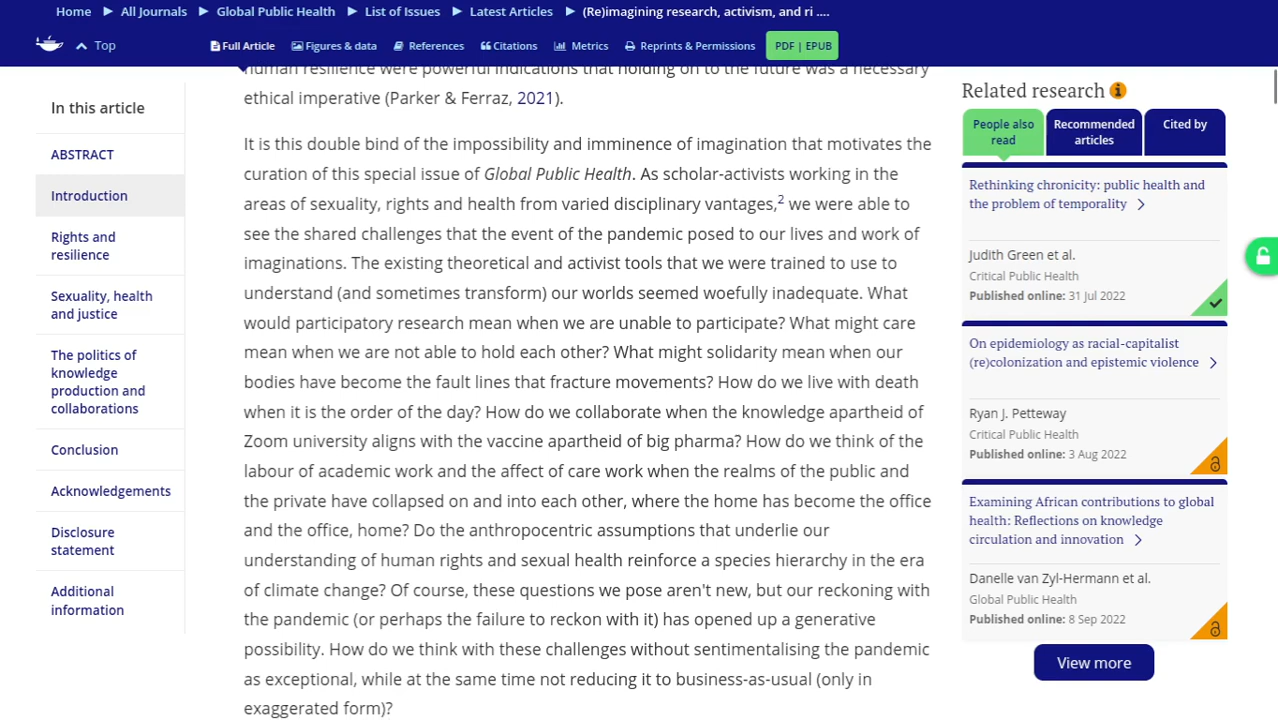 Home ▶ All Journals ▶ Global Public Health ▶ List of Issues ▶ Latest Articles ▶ (Re)imagining research, activism, and ri ....
Top
Full Article Figures & data References Citations Metrics Reprints & Permissions PDF | EPUB
In this article
ABSTRACT
Introduction
Rights and
resilience
Sexuality, health
and justice
The politics of
knowledge
production and
collaborations
Conclusion
Acknowledgements
Disclosure
statement
Additional
information
human resilience were powerful indications that holding on to the future was a necessary
ethical imperative (Parker & Ferraz, 2021).
It is this double bind of the impossibility and imminence of imagination that motivates the
curation of this special issue of Global Public Health. As scholar-activists working in the
areas of sexuality, rights and health from varied disciplinary vantages,2 we were able to
see the shared challenges that the event of the pandemic posed to our lives and work of
imaginations. The existing theoretical and activist tools that we were trained to use to
understand (and sometimes transform) our worlds seemed woefully inadequate. What
would participatory research mean when we are unable to participate? What might care
mean when we are not able to hold each other? What might solidarity mean when our
bodies have become the fault lines that fracture movements? How do we live with death
when it is the order of the day? How do we collaborate when the knowledge apartheid of
Zoom university aligns with the vaccine apartheid of big pharma? How do we think of the
labour of academic work and the affect of care work when the realms of the public and
the private have collapsed on and into each other, where the home has become the office
and the office, home? Do the anthropocentric assumptions that underlie our
understanding of human rights and sexual health reinforce a species hierarchy in the era
of climate change? Of course, these questions we pose aren't new, but our reckoning with
the pandemic (or perhaps the failure to reckon with it) has opened up a generative
possibility. How do we think with these challenges without sentimentalising the pandemic
as exceptional, while at the same time not reducing it to business-as-usual (only in
exaggerated form)?
Related research
People also
read
Recommended
articles
Cited by
Rethinking chronicity: public health and
the problem of temporality
Judith Green et al.
Critical Public Health
Published online: 31 Jul 2022
On epidemiology as racial-capitalist
(re)colonization and epistemic violence
Ryan J. Petteway
Critical Public Health
Published online: 3 Aug 2022
Examining African contributions to global
health: Reflections on knowledge
circulation and innovation
Danelle van Zyl-Hermann et al.
Global Public Health
Published online: 8 Sep 2022
View more